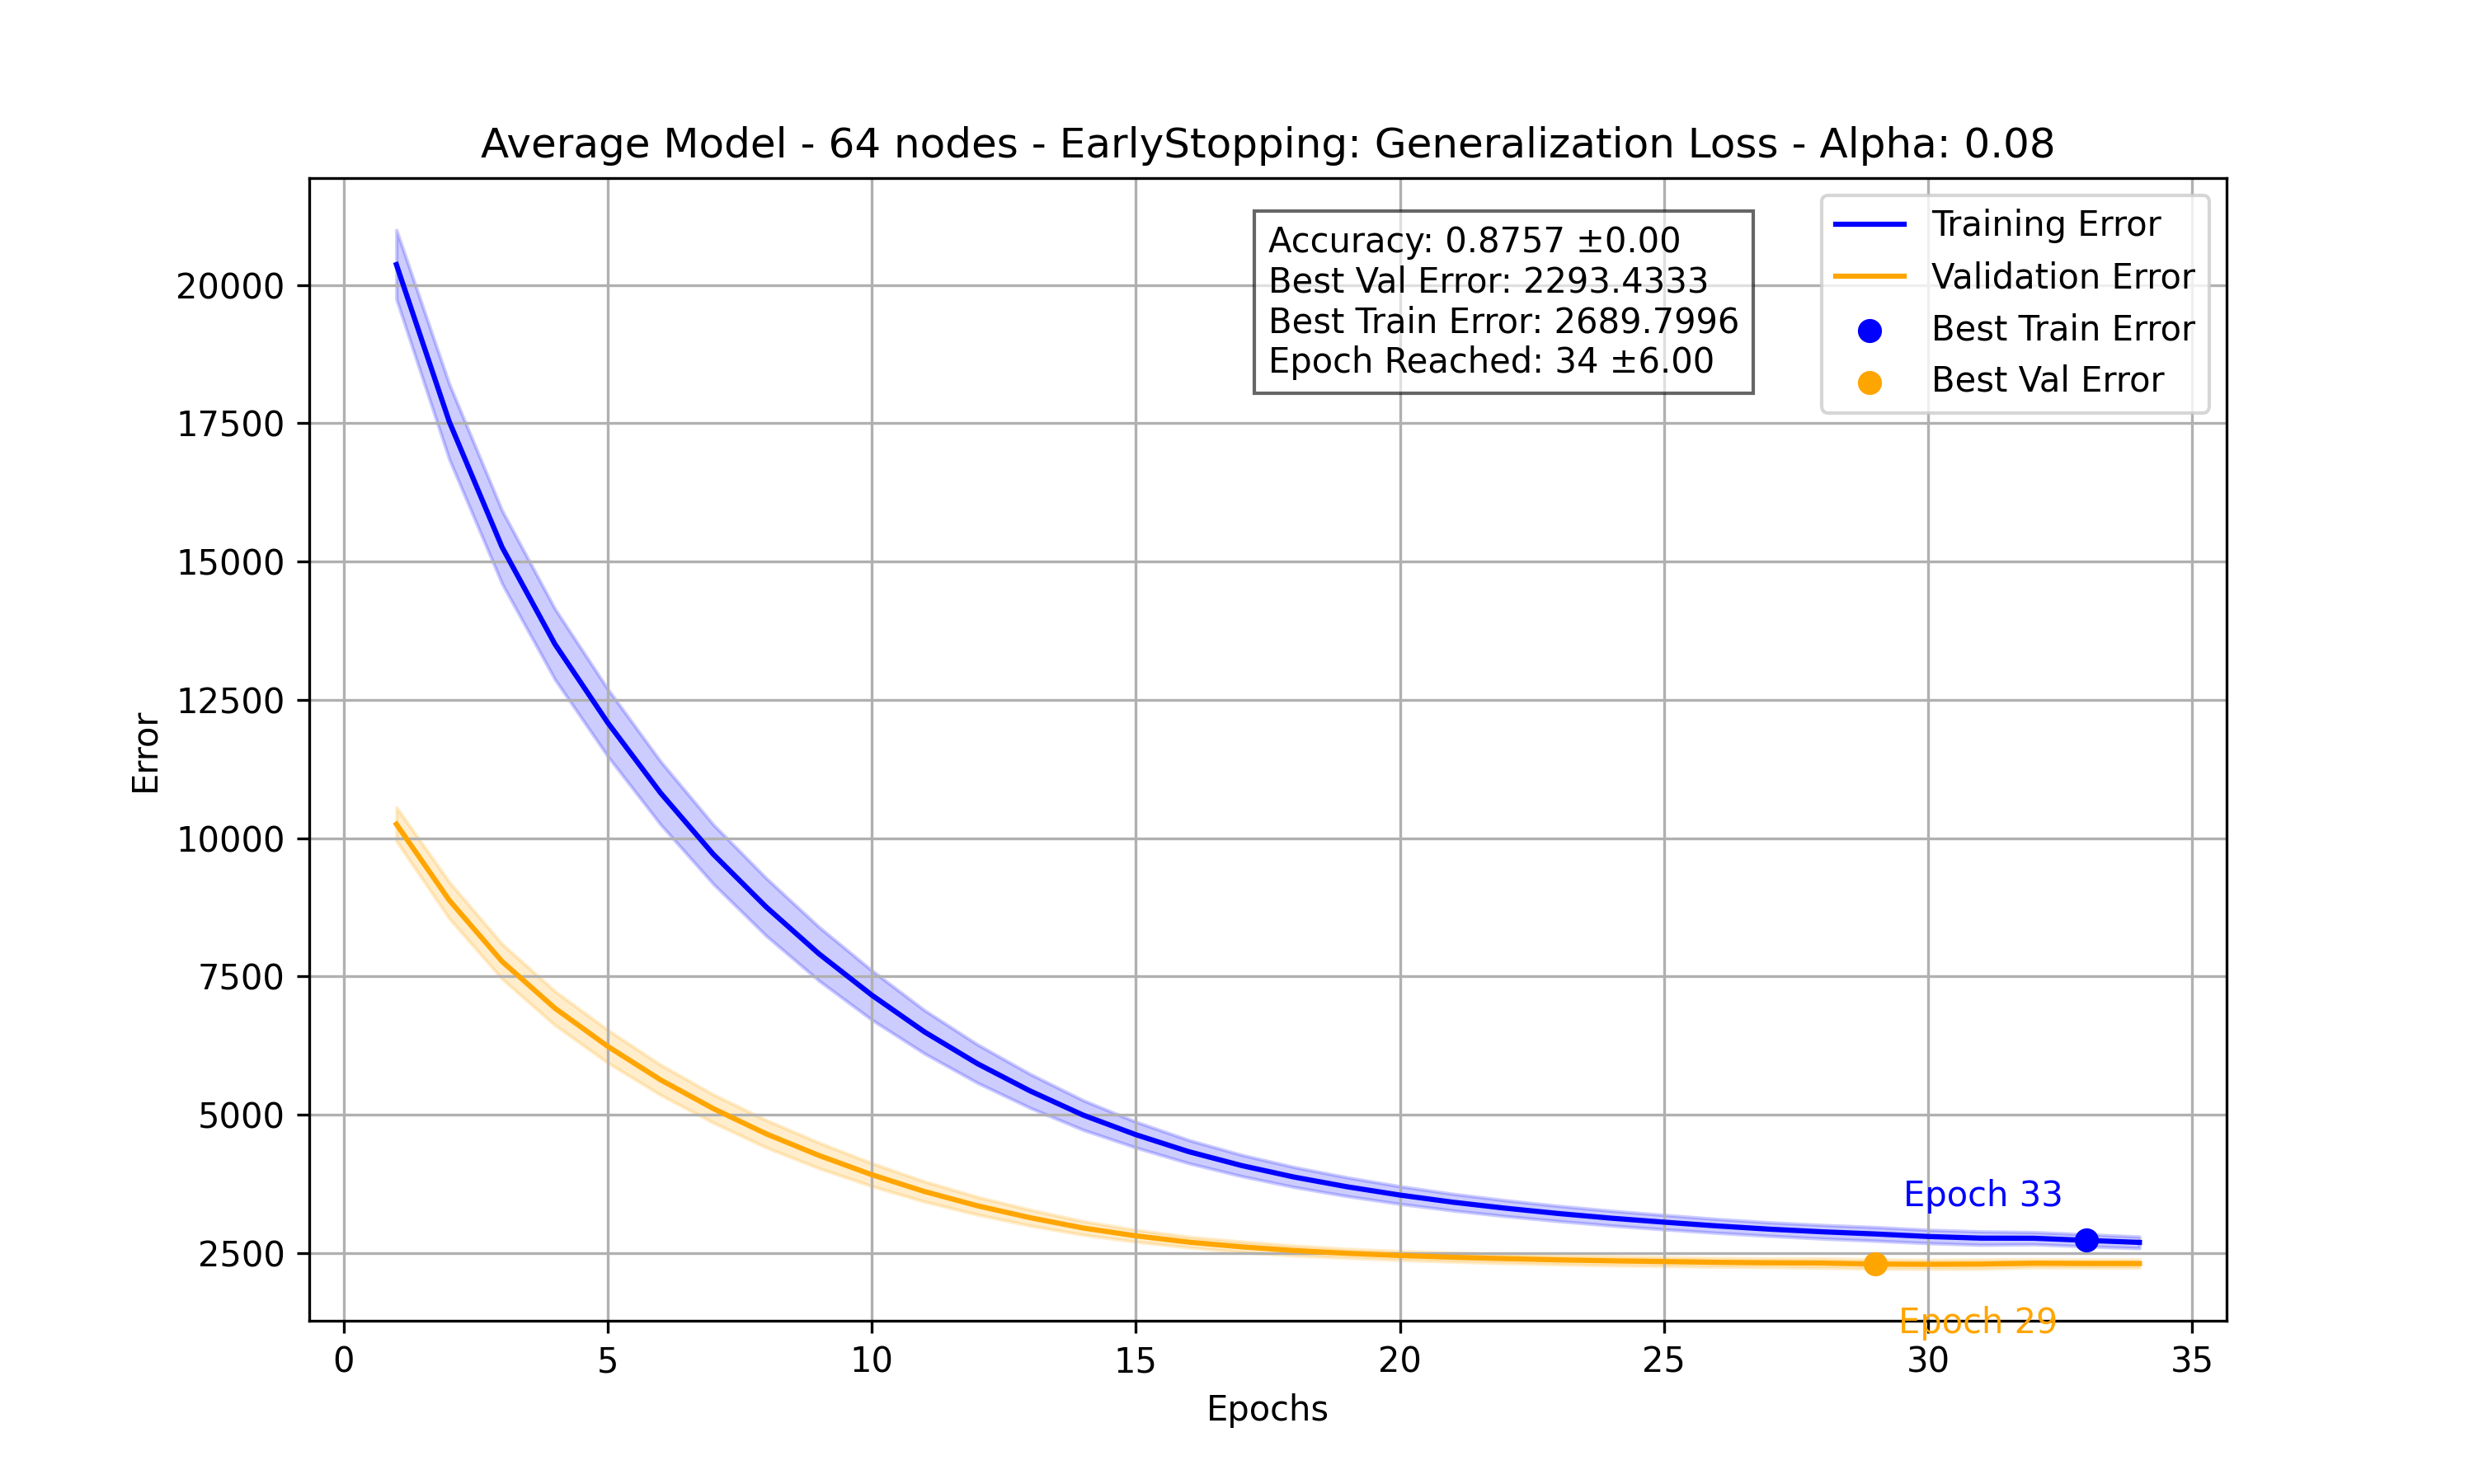 Average Model - 64 nodes - EarlyStopping: Generalization Loss - Alpha: 0.08
Accuracy: 0.8757 ±0.00
Best Val Error: 2293.4333
Best Train Error: 2689.7996
Epoch Reached: 34 ±6.00
Training Error
Validation Error
Best Train Error
Best Val Error
Error
20000
17500
15000
12500
10000
7500
5000
2500
Epoch 33
Epoch 29
0 5 10 15 20 25 30 35
Epochs